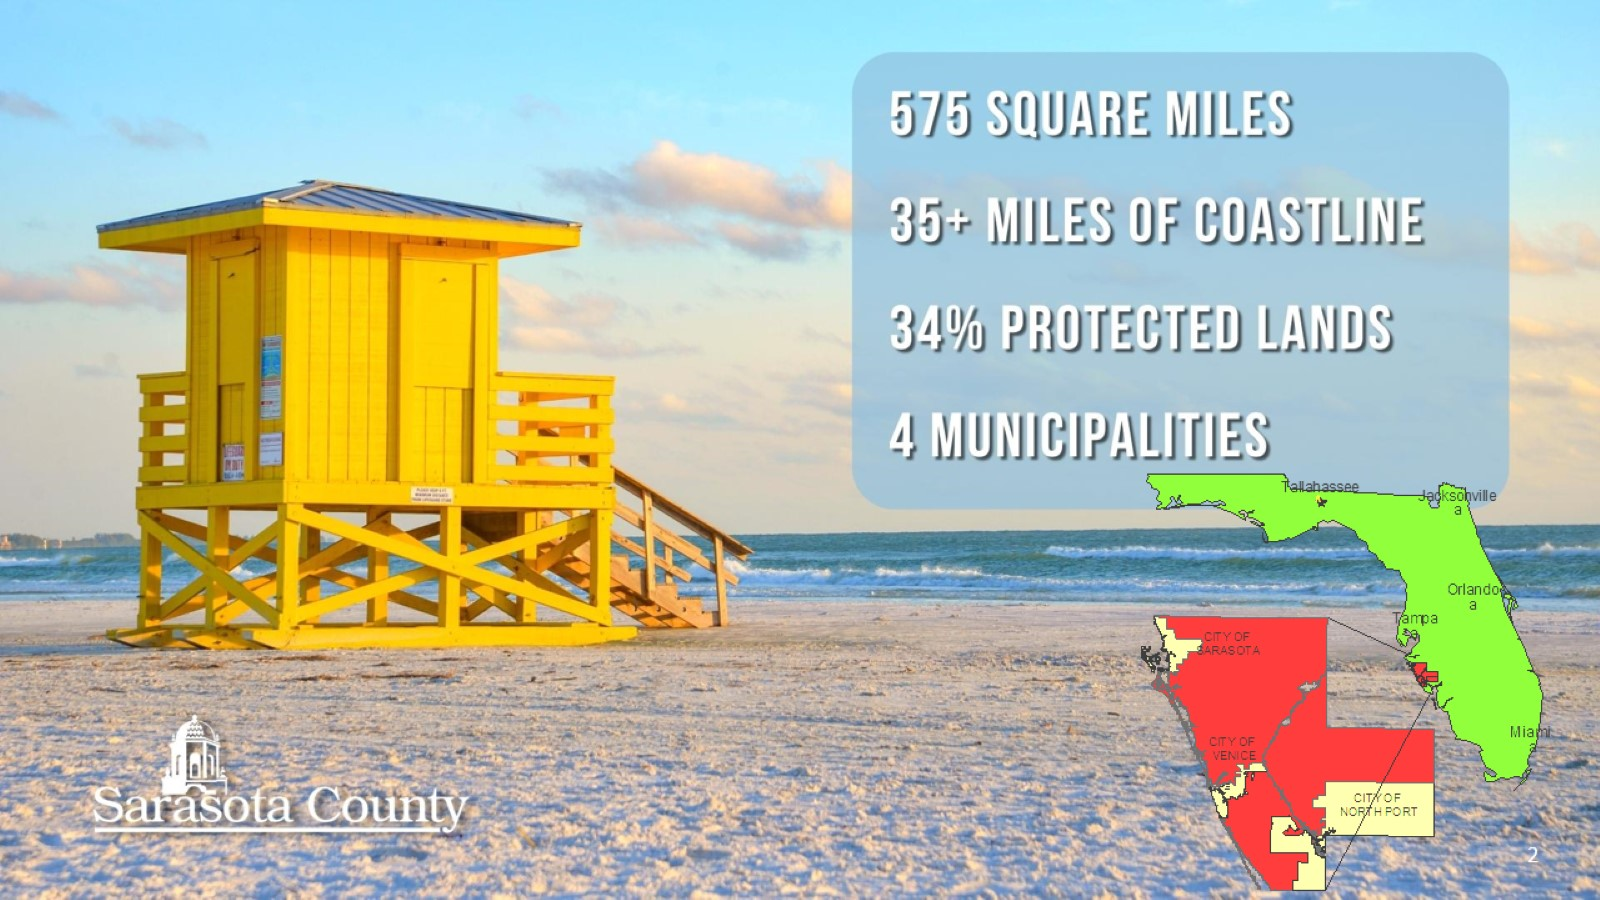 575 SQUARE MILES
35+ MILES OF COASTLINE
34% PROTECTED LANDS
4 MUNICIPALITIES
Tallahassee
Jacksonville
a
Orlando
a
Tampa
Miami
a
CITY OF
SARASOTA
CITY OF
VENICE
CITY OF
NORTH PORT
Sarasota County
2